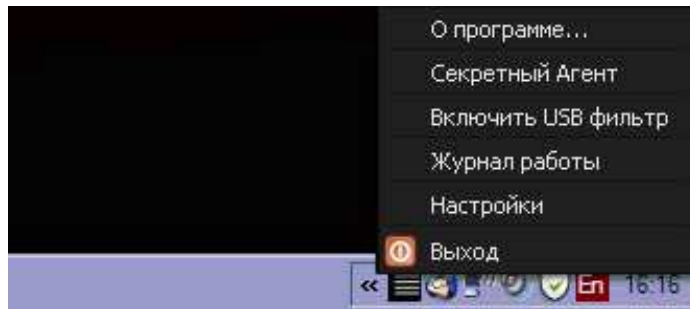 О программе...
Секретный Агент
Включить USB фильтр
Журнал работы
Настройки
Выход
« En 16:16